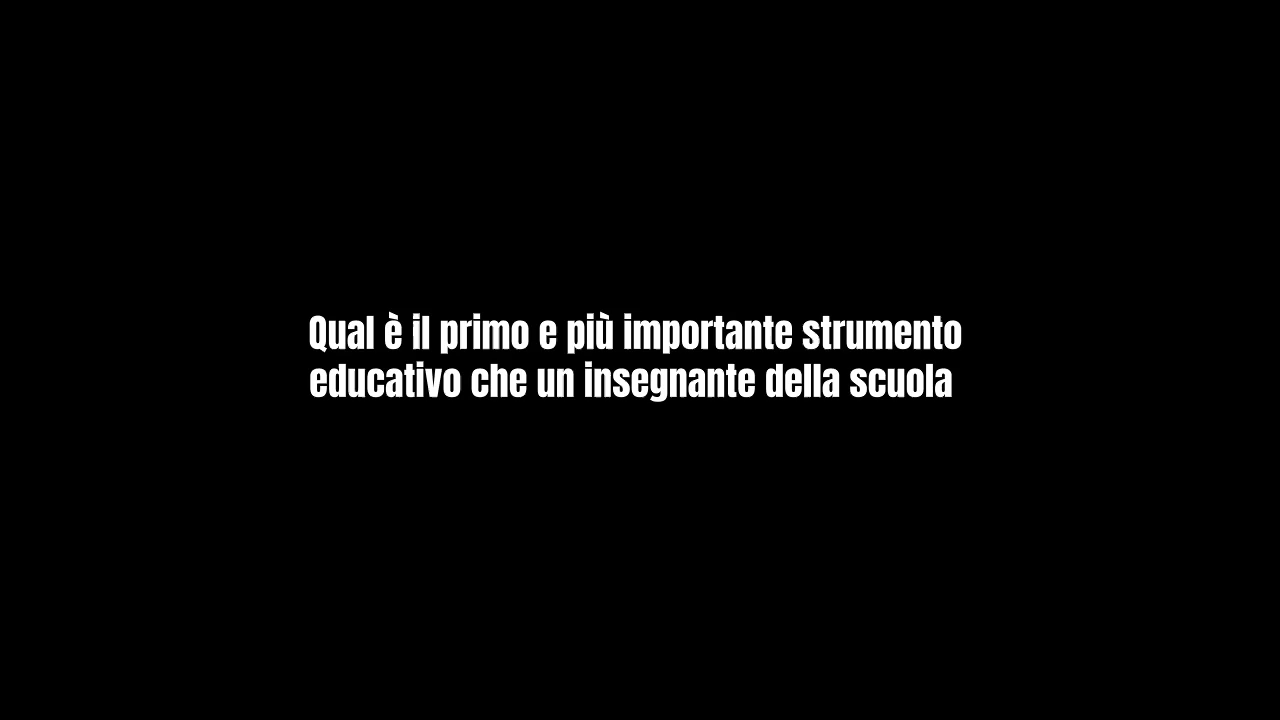 Qual è il primo e più importante strumento
educativo che un insegnante della scuola